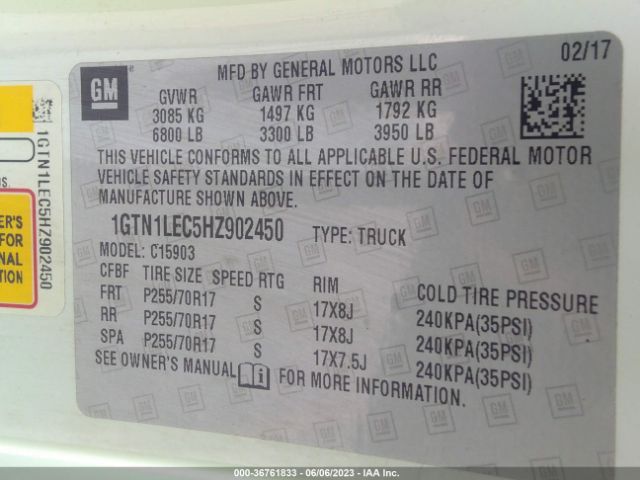 GM
MFD BY GENERAL MOTORS LLC
02/17
GVWR GAWR FRT GAWR RR
3085 KG 1497 KG 1792 KG
6800 LB 3300 LB 3950 LB
THIS VEHICLE CONFORMS TO ALL APPLICABLE U.S. FEDERAL MOTOR
VEHICLE SAFETY STANDARDS IN EFFECT ON THE DATE OF
MANUFACTURE SHOWN ABOVE.
1GTN1LEC5HZ902450 TYPE: TRUCK
MODEL: C15903
CFBF TIRE SIZE SPEED RTG RIM COLD TIRE PRESSURE
FRT P255/70R17 S 17X8J 240KPA(35PSI)
RR P255/70R17 S 17X8J 240KPA(35PSI)
SPA P255/70R17 S 17X7.5J 240KPA(35PSI)
SEE OWNER'S MANUAL FOR MORE INFORMATION.
1GTN1LEC5HZ902450
US.
ER'S
FOR
NAL
N.
000-36761833 - 06/06/2023 - IAA Inc.